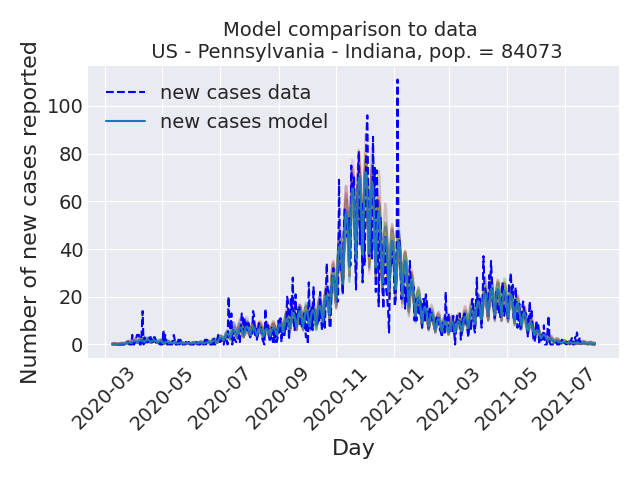 Model comparison to data
US - Pennsylvania - Indiana, pop. = 84073
Number of new cases reported
new cases data
new cases model
100
80
60
40
20
0
2020-03
2020-05
2020-07
2020-09
2020-11
2021-01
2021-03
2021-05
2021-07
Day